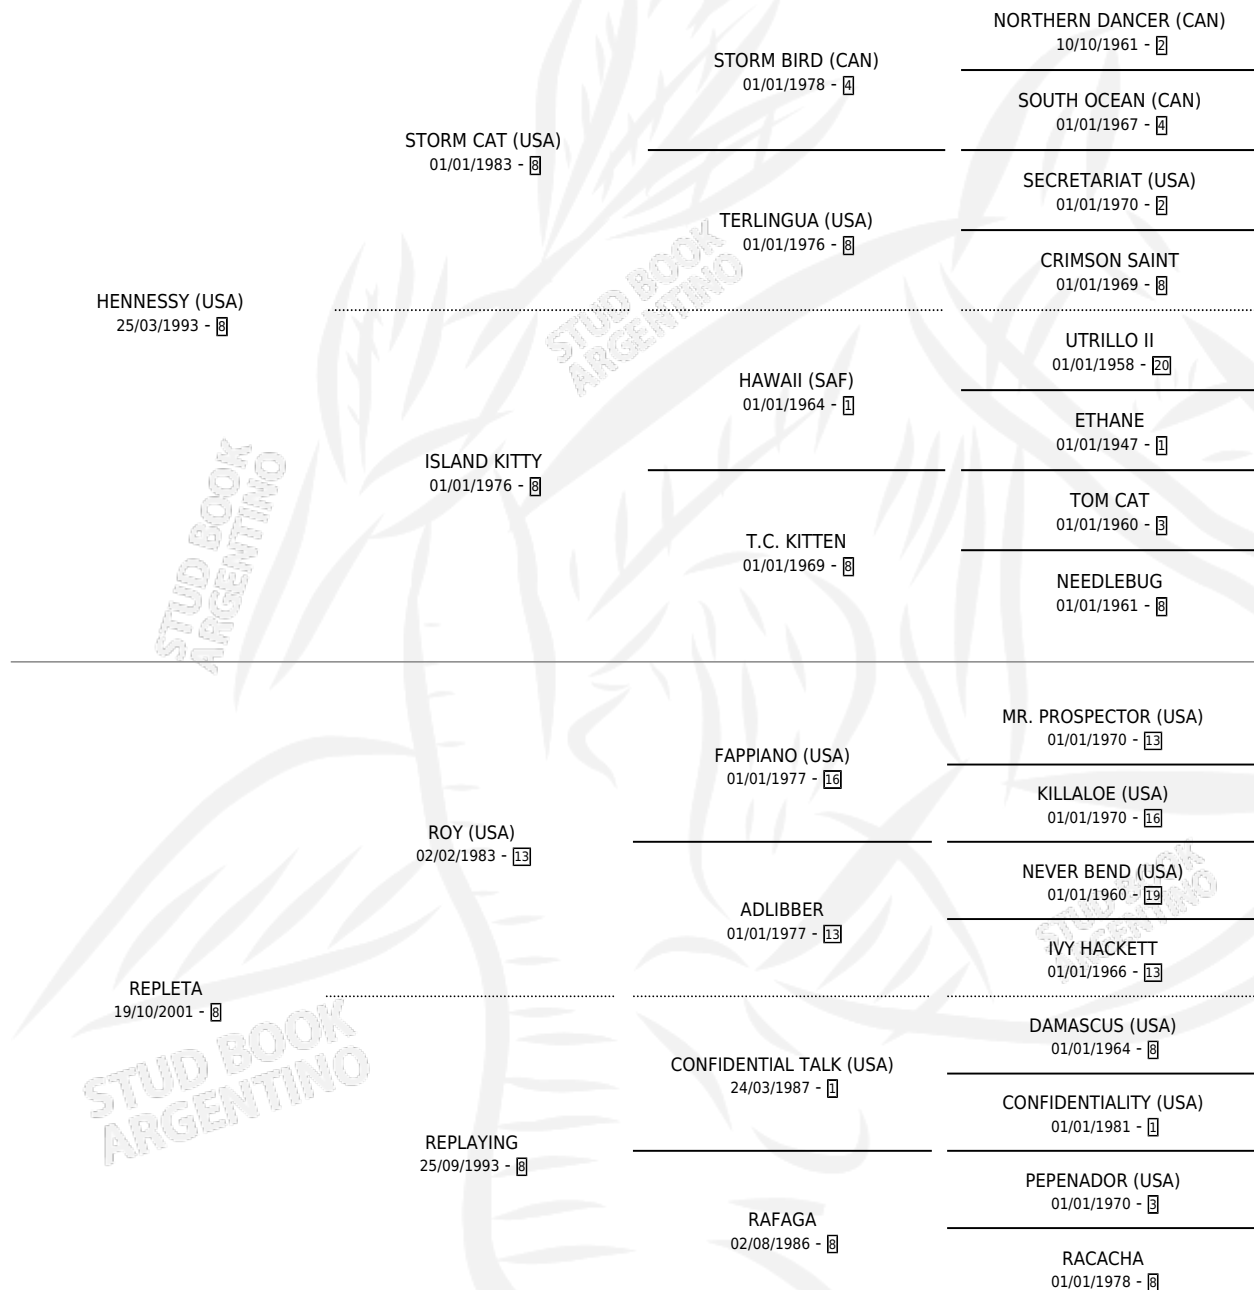 NORTHERN DANCER (CAN)
10/10/1961 - 2
STORM BIRD (CAN)
01/01/1978 - 4
SOUTH OCEAN (CAN)
01/01/1967 - 4
STORM CAT (USA)
01/01/1983 - 8
SECRETARIAT (USA)
01/01/1970 - 2
TERLINGUA (USA)
01/01/1976 - 8
CRIMSON SAINT
01/01/1969 - 8
HENNESSY (USA)
25/03/1993 - 8
UTRILLO II
01/01/1958 - 20
HAWAII (SAF)
01/01/1964 - 1
ETHANE
01/01/1947 - 1
ISLAND KITTY
01/01/1976 - 8
TOM CAT
01/01/1960 - 3
T.C. KITTEN
01/01/1969 - 8
NEEDLEBUG
01/01/1961 - 8
MR. PROSPECTOR (USA)
01/01/1970 - 13
FAPPIANO (USA)
01/01/1977 - 16
KILLALOE (USA)
01/01/1970 - 16
ROY (USA)
02/02/1983 - 13
NEVER BEND (USA)
01/01/1960 - 19
ADLIBBER
01/01/1977 - 13
IVY HACKETT
01/01/1966 - 13
REPLETA
19/10/2001 - 8
DAMASCUS (USA)
01/01/1964 - 8
CONFIDENTIAL TALK (USA)
24/03/1987 - 1
CONFIDENTIALITY (USA)
01/01/1981 - 1
REPLAYING
25/09/1993 - 8
PEPENADOR (USA)
01/01/1970 - 3
RAFAGA
02/08/1986 - 8
RACACHA
01/01/1978 - 8
STUD BOOK
ARGENTINO
STUD BOOK
ARGENTINO
STUD BOOK
ARGENTINO
STUD BOOK
ARGENTINO